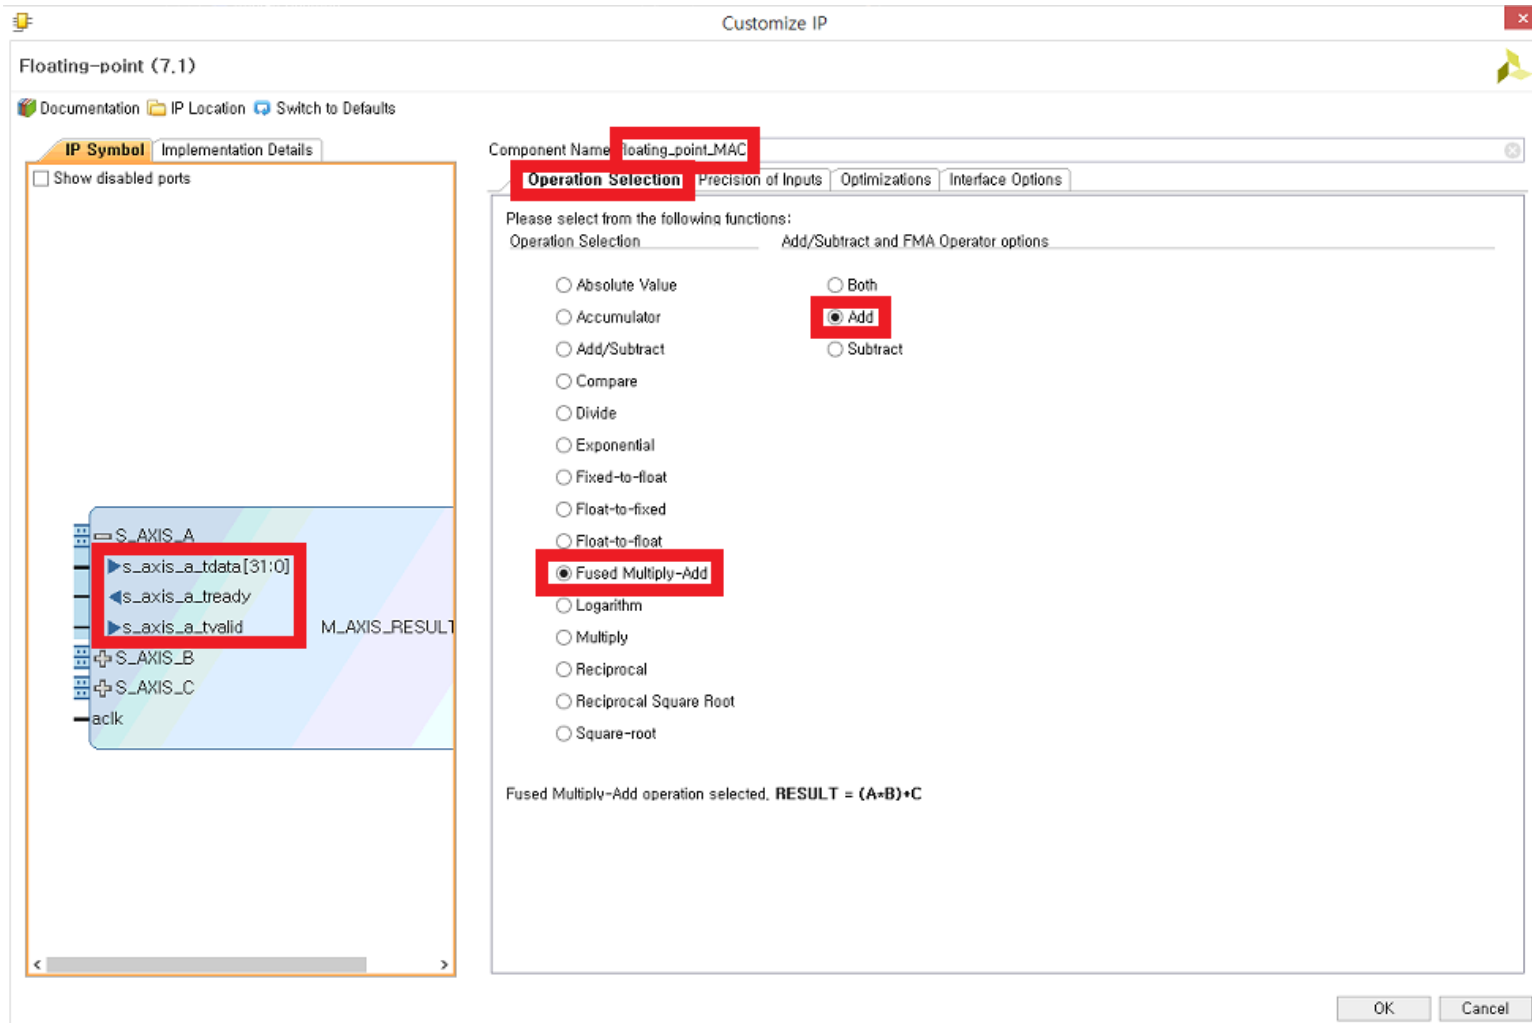 Customize IP
Floating-point (7.1)
Documentation IP Location Switch to Defaults
IP Symbol Implementation Details
Show disabled ports
S_AXIS_A
s_axis_a_tdata[31:0]
s_axis_a_tready
s_axis_a_tvalid
M_AXIS_RESULT
S_AXIS_B
S_AXIS_C
aclk
Component Name floating_point_MAC
Operation Selection Precision of Inputs Optimizations Interface Options
Please select from the following functions:
Operation Selection Add/Subtract and FMA Operator options
Absolute Value Both
Accumulator Add
Add/Subtract Subtract
Compare
Divide
Exponential
Fixed-to-float
Float-to-fixed
Float-to-float
Fused Multiply-Add
Logarithm
Multiply
Reciprocal
Reciprocal Square Root
Square-root
Fused Multiply-Add operation selected, RESULT = (A*B)+C
OK Cancel